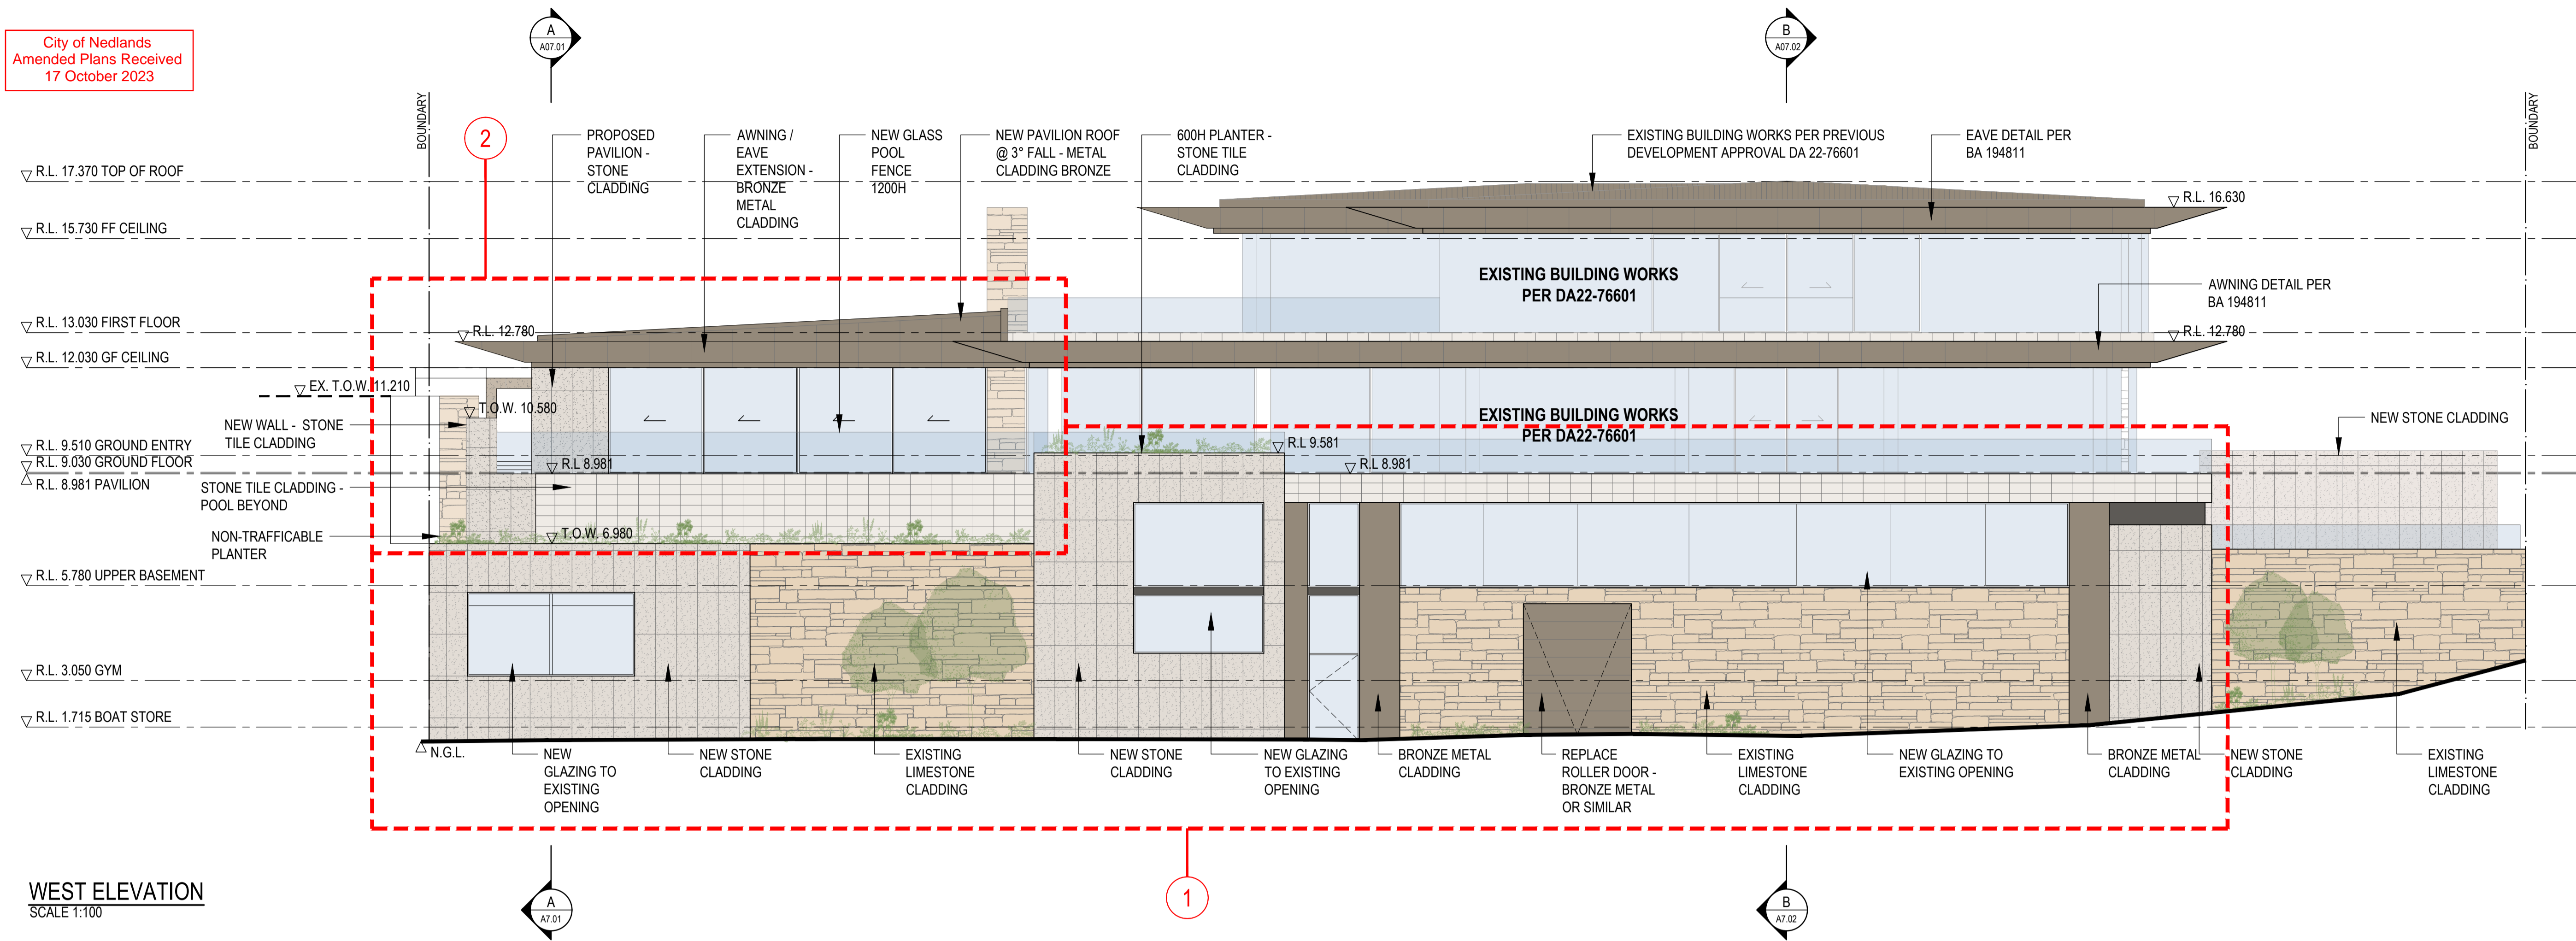 City of Nedlands
Amended Plans Received
17 October 2023
A
A07.01
B
A07.02
BOUNDARY
2
PROPOSED
PAVILION -
STONE
CLADDING
AWNING /
EAVE
EXTENSION -
BRONZE
METAL
CLADDING
NEW GLASS
POOL
FENCE
1200H
NEW PAVILION ROOF
@ 3° FALL - METAL
CLADDING BRONZE
600H PLANTER -
STONE TILE
CLADDING
EXISTING BUILDING WORKS PER PREVIOUS
DEVELOPMENT APPROVAL DA 22-76601
EAVE DETAIL PER
BA 194811
BOUNDARY
R.L. 17.370 TOP OF ROOF
R.L. 16.630
R.L. 15.730 FF CEILING
EXISTING BUILDING WORKS
PER DA22-76601
AWNING DETAIL PER
BA 194811
R.L. 13.030 FIRST FLOOR
R.L. 12.780
R.L. 12.780
R.L. 12.030 GF CEILING
EX. T.O.W. 11.210
T.O.W. 10.580
NEW WALL - STONE
TILE CLADDING
EXISTING BUILDING WORKS
PER DA22-76601
NEW STONE CLADDING
R.L. 9.510 GROUND ENTRY
R.L 9.581
R.L. 9.030 GROUND FLOOR
R.L 8.981
R.L 8.981
R.L. 8.981 PAVILION
STONE TILE CLADDING -
POOL BEYOND
NON-TRAFFICABLE
PLANTER
T.O.W. 6.980
R.L. 5.780 UPPER BASEMENT
R.L. 3.050 GYM
R.L. 1.715 BOAT STORE
N.G.L.
NEW
GLAZING TO
EXISTING
OPENING
NEW STONE
CLADDING
EXISTING
LIMESTONE
CLADDING
NEW STONE
CLADDING
NEW GLAZING
TO EXISTING
OPENING
BRONZE METAL
CLADDING
REPLACE
ROLLER DOOR -
BRONZE METAL
OR SIMILAR
EXISTING
LIMESTONE
CLADDING
NEW GLAZING TO
EXISTING OPENING
BRONZE METAL
CLADDING
NEW STONE
CLADDING
EXISTING
LIMESTONE
CLADDING
1
WEST ELEVATION
SCALE 1:100
A
A7.01
B
A7.02